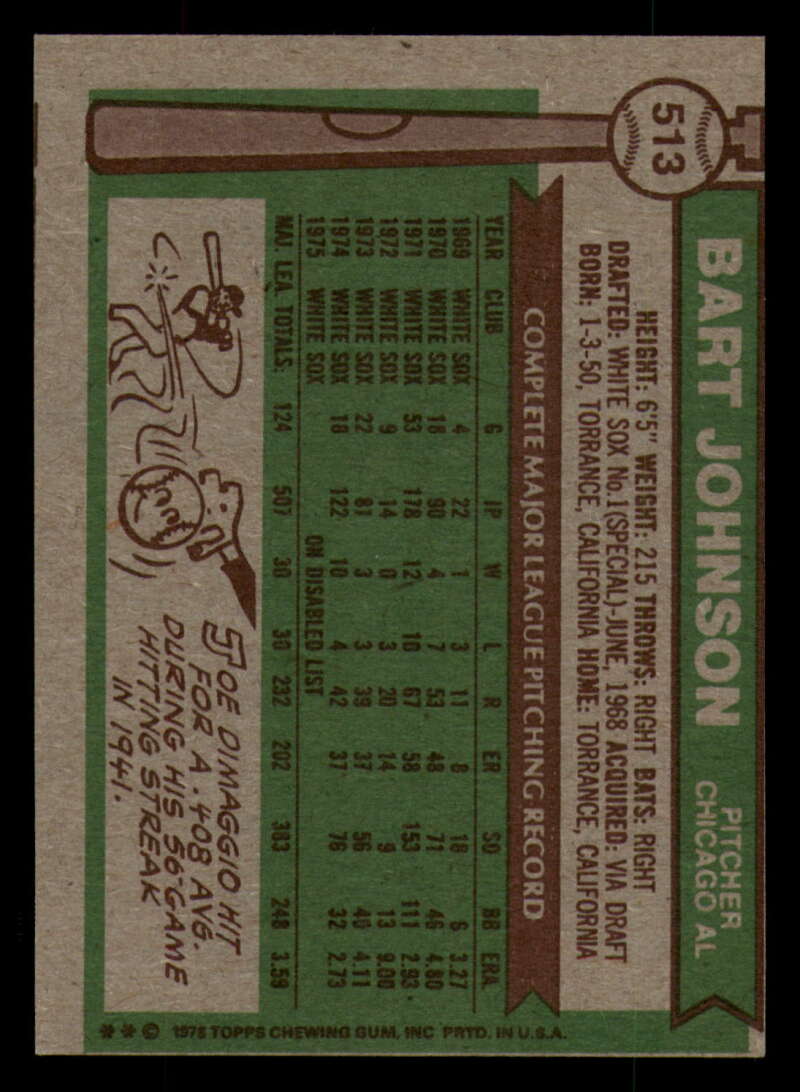 513
BART JOHNSON
PITCHER
CHICAGO AL
HEIGHT: 6'5" WEIGHT: 215 THROWS: RIGHT BATS: RIGHT
DRAFTED: WHITE SOX No.1(SPECIAL)-JUNE, 1968 ACQUIRED: VIA DRAFT
BORN: 1-3-50, TORRANCE, CALIFORNIA HOME: TORRANCE, CALIFORNIA
COMPLETE MAJOR LEAGUE PITCHING RECORD
YEAR CLUB G IP W L R ER SO BB ERA
1969 WHITE SOX 4 22 1 3 11 8 18 6 3.27
1970 WHITE SOX 18 90 4 7 53 48 71 46 4.80
1971 WHITE SOX 53 178 12 10 67 58 153 111 2.93
1972 WHITE SOX 9 14 0 3 20 14 9 13 9.00
1973 WHITE SOX 22 81 3 3 39 37 56 40 4.11
1974 WHITE SOX 18 122 10 4 42 37 76 32 2.73
1975 WHITE SOX ON DISABLED LIST
MAJ. LEA. TOTALS: 124 507 30 30 232 202 383 248 3.59
JOE DIMAGGIO HIT
FOR A .408 AVG.
DURING HIS 56-GAME
HITTING STREAK
IN 1941.
** © 1976 TOPPS CHEWING GUM, INC PRTD. IN U.S.A.